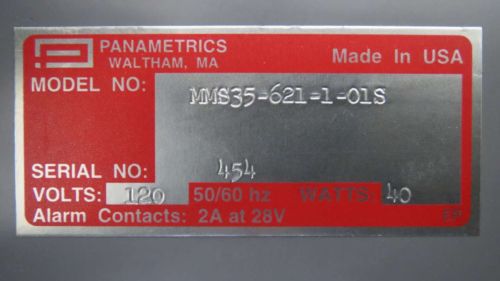 PANAMETRICS
WALTHAM, MA
Made In USA
MODEL NO: MMS35-621-1-01S
SERIAL NO: 454
VOLTS: 120 50/60 hz WATTS: 40
Alarm Contacts: 2A at 28V